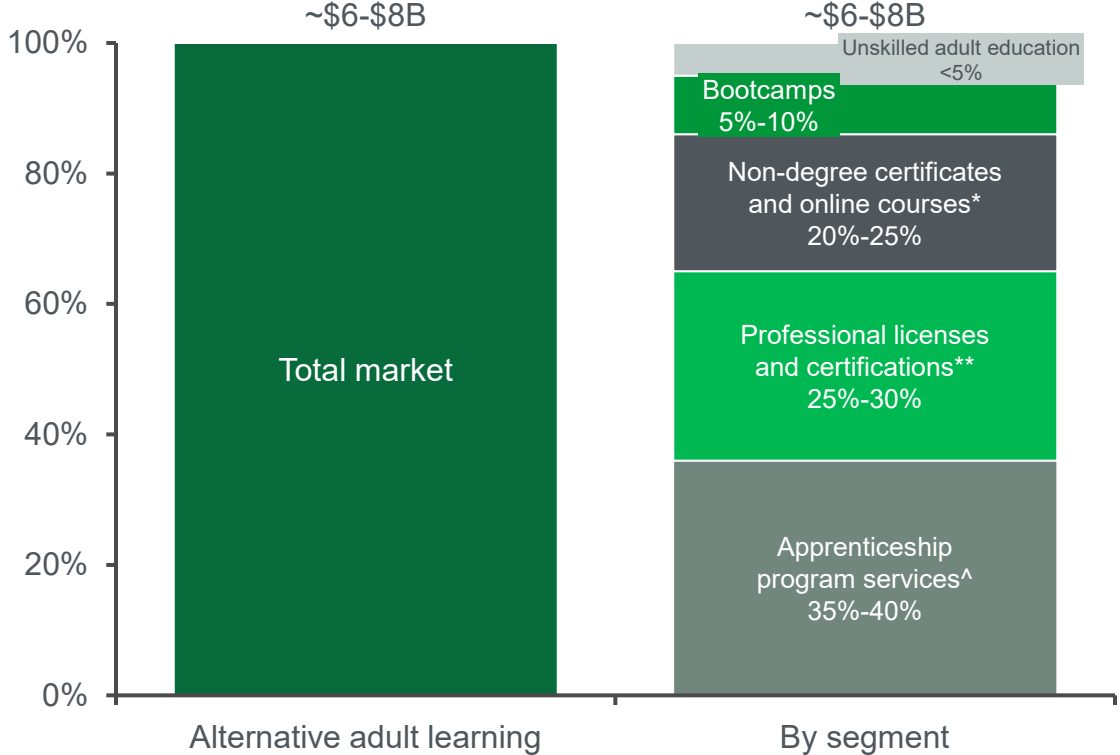 ~$6-$8B
~$6-$8B
100%
80%
60%
40%
20%
0%
Total market
Unskilled adult education
<5%
Bootcamps
5%-10%
Non-degree certificates
and online courses*
20%-25%
Professional licenses
and certifications**
25%-30%
Apprenticeship
program services^
35%-40%
Alternative adult learning
By segment